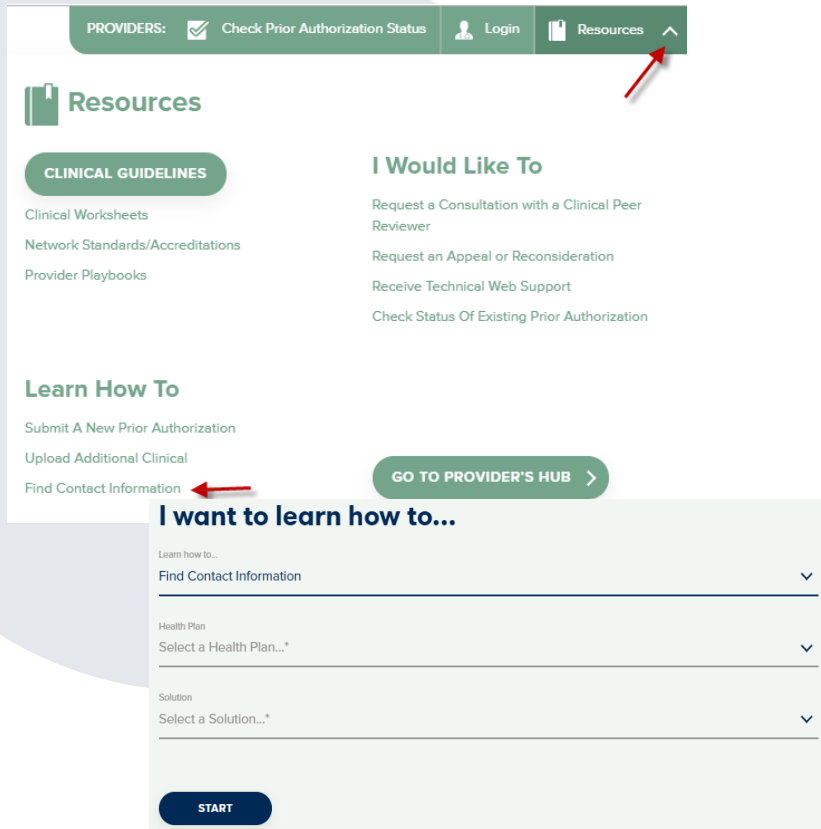 PROVIDERS: Check Prior Authorization Status Login Resources
Resources
CLINICAL GUIDELINES
Clinical Worksheets
Network Standards/Accreditations
Provider Playbooks
I Would Like To
Request a Consultation with a Clinical Peer
Reviewer
Request an Appeal or Reconsideration
Receive Technical Web Support
Check Status Of Existing Prior Authorization
Learn How To
Submit A New Prior Authorization
Upload Additional Clinical
Find Contact Information
GO TO PROVIDER'S HUB
I want to learn how to...
Learn how to...
Find Contact Information
Health Plan
Select a Health Plan...*
Solution
Select a Solution...*
START